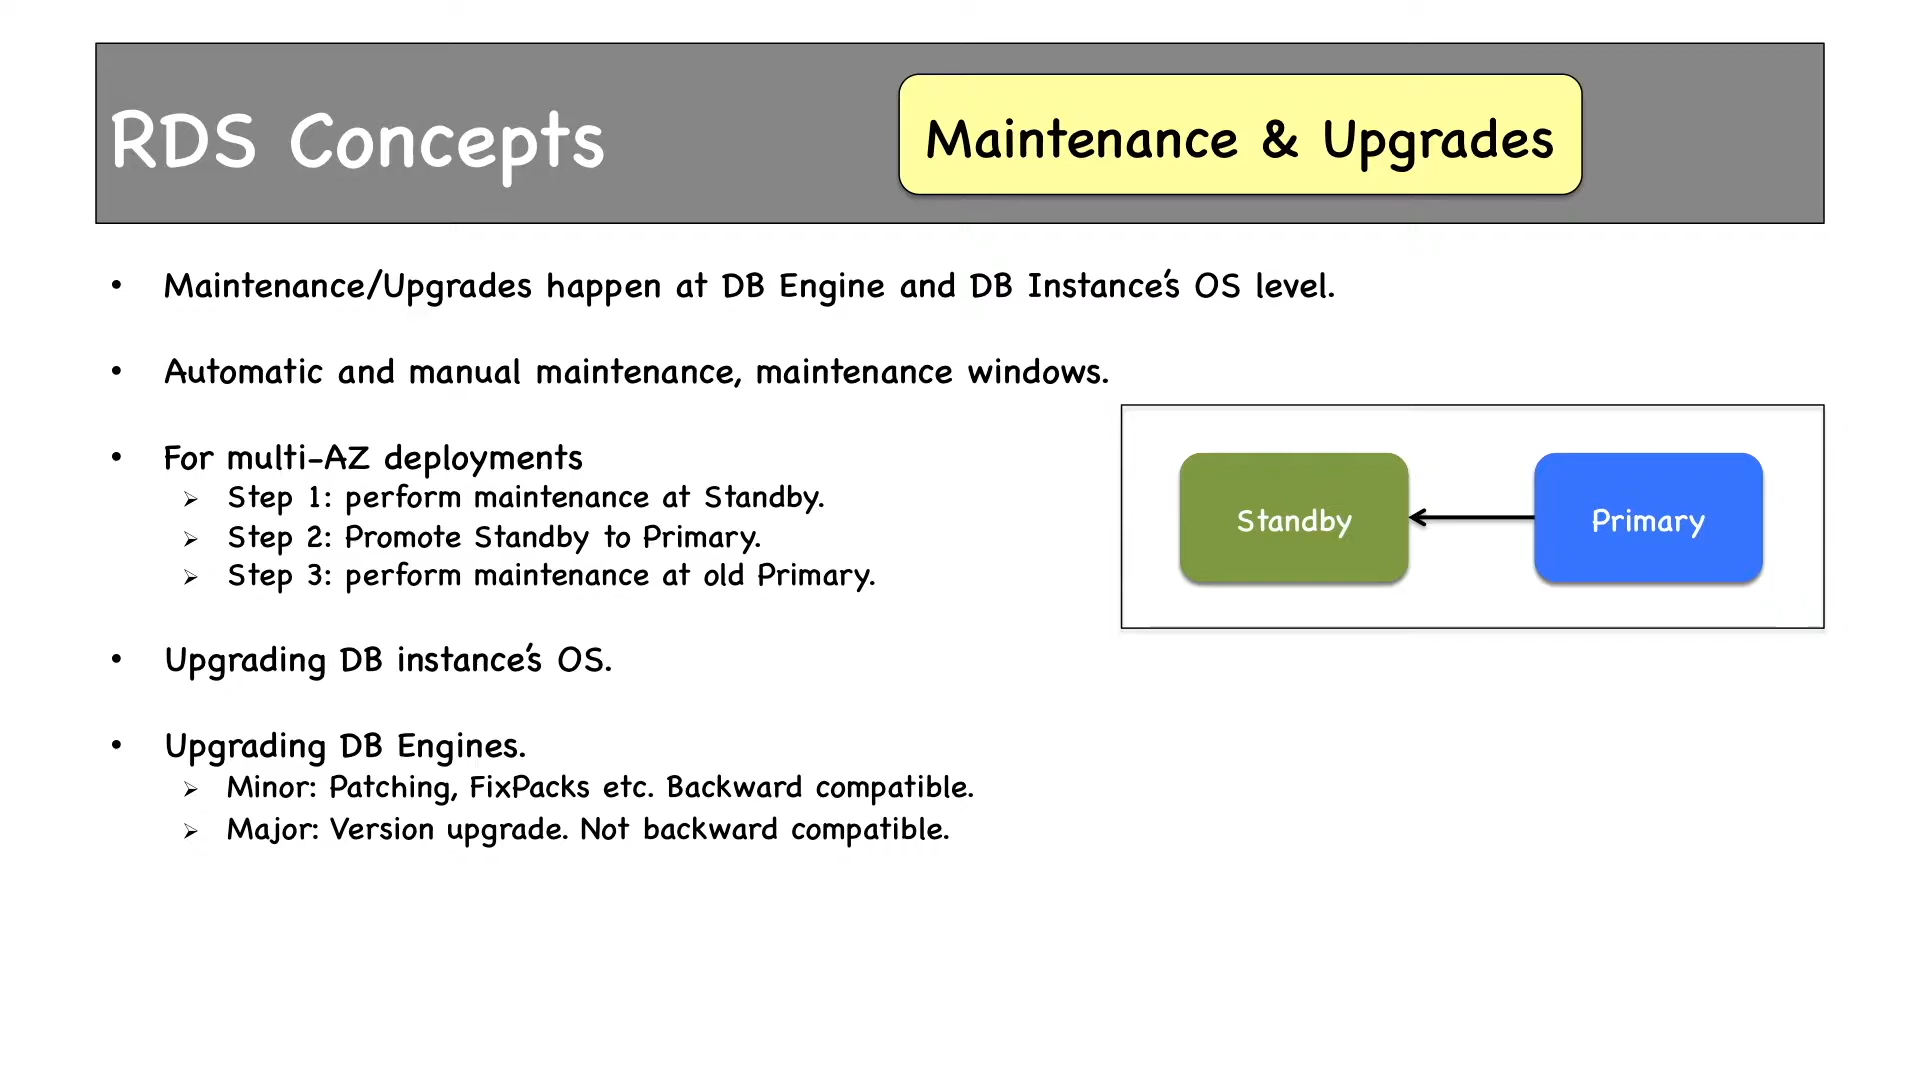 RDS Concepts
Maintenance & Upgrades
• Maintenance/Upgrades happen at DB Engine and DB Instance's OS level.
• Automatic and manual maintenance, maintenance windows.
• For multi-AZ deployments
➢ Step 1: perform maintenance at Standby.
➢ Step 2: Promote Standby to Primary.
➢ Step 3: perform maintenance at old Primary.
Standby
Primary
• Upgrading DB instance's OS.
• Upgrading DB Engines.
➢ Minor: Patching, FixPacks etc. Backward compatible.
➢ Major: Version upgrade. Not backward compatible.